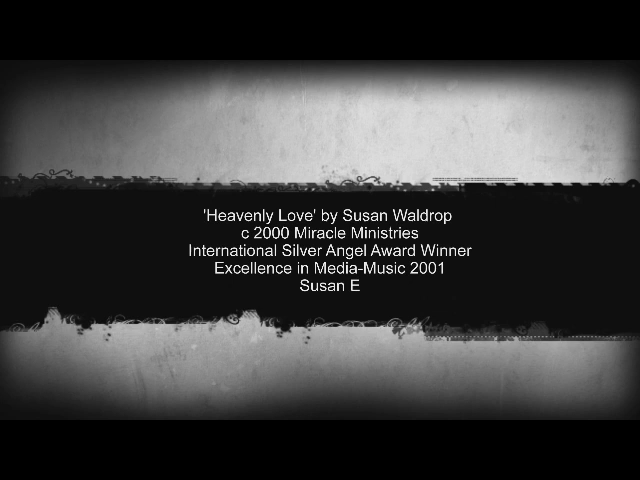 'Heavenly Love' by Susan Waldrop
c 2000 Miracle Ministries
International Silver Angel Award Winner
Excellence in Media-Music 2001
Susan E